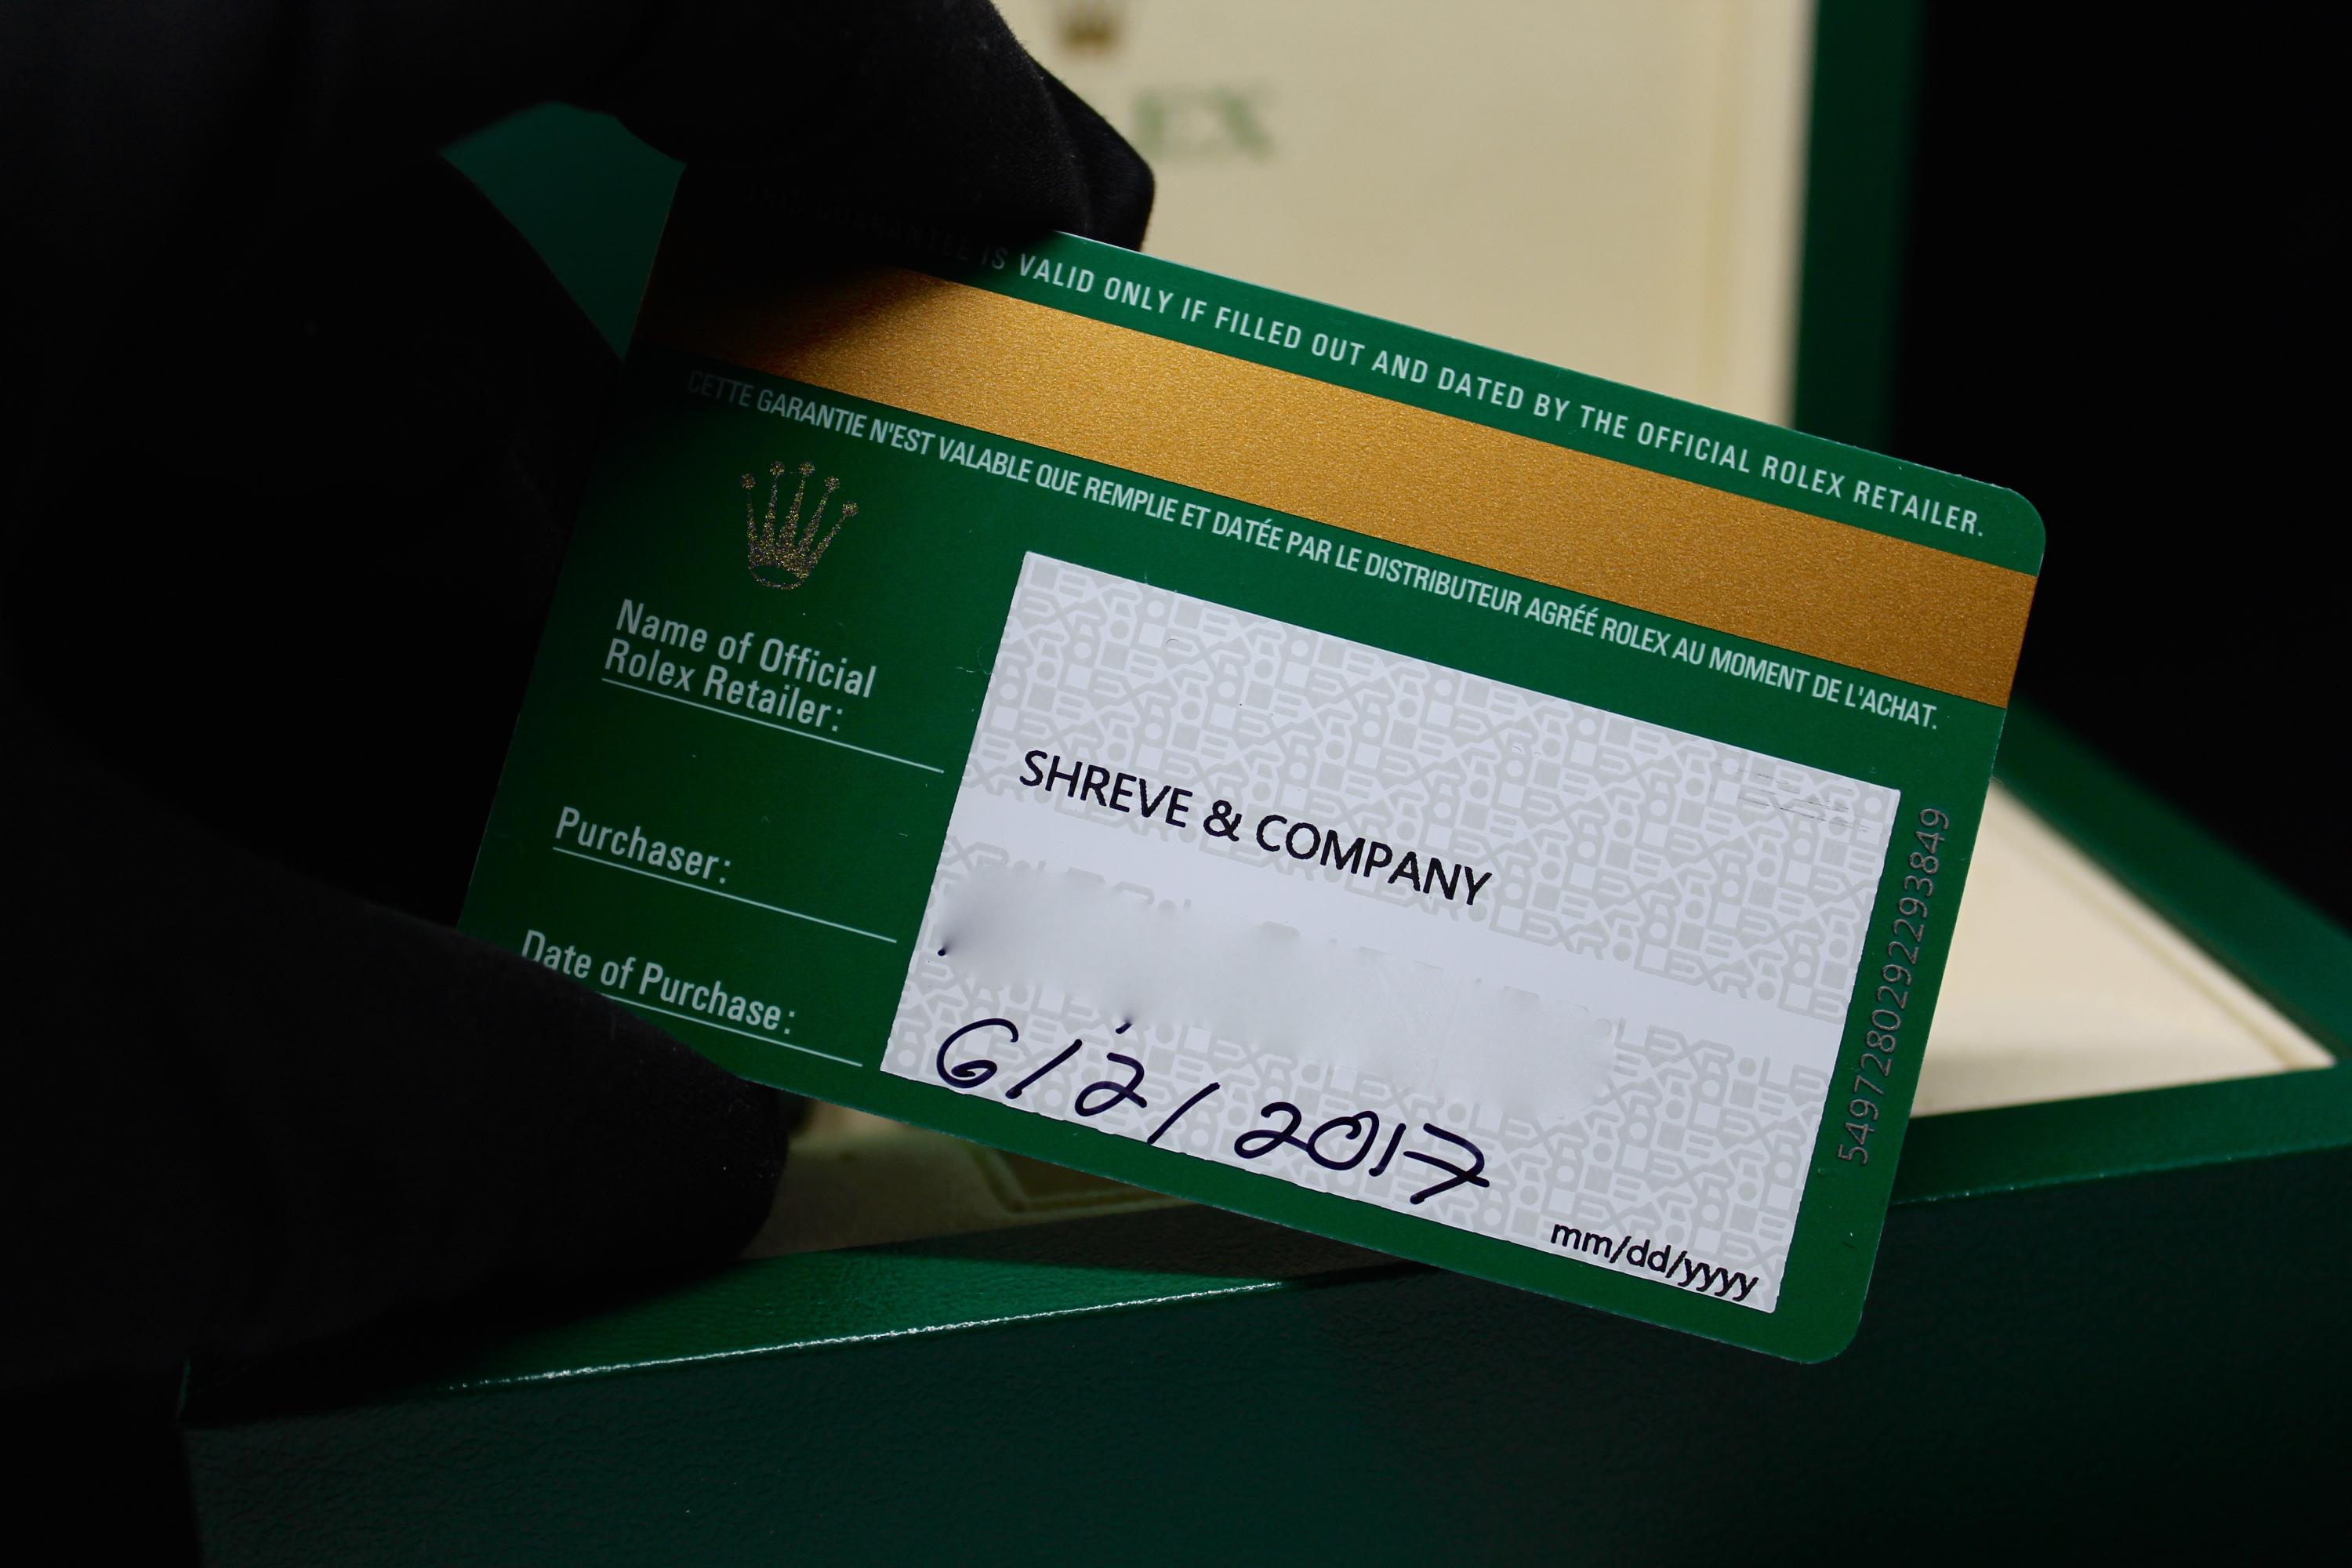 EX
IS VALID ONLY IF FILLED OUT AND DATED BY THE OFFICIAL ROLEX RETAILER.
CETTE GARANTIE N'EST VALABLE QUE REMPLIE ET DATÉE PAR LE DISTRIBUTEUR AGRÉÉ ROLEX AU MOMENT DE L'ACHAT.
Name of Official
Rolex Retailer:
SHREVE & COMPANY
Purchaser:
Date of Purchase:
6/2/2017
mm/dd/yyyy
5497280292293849